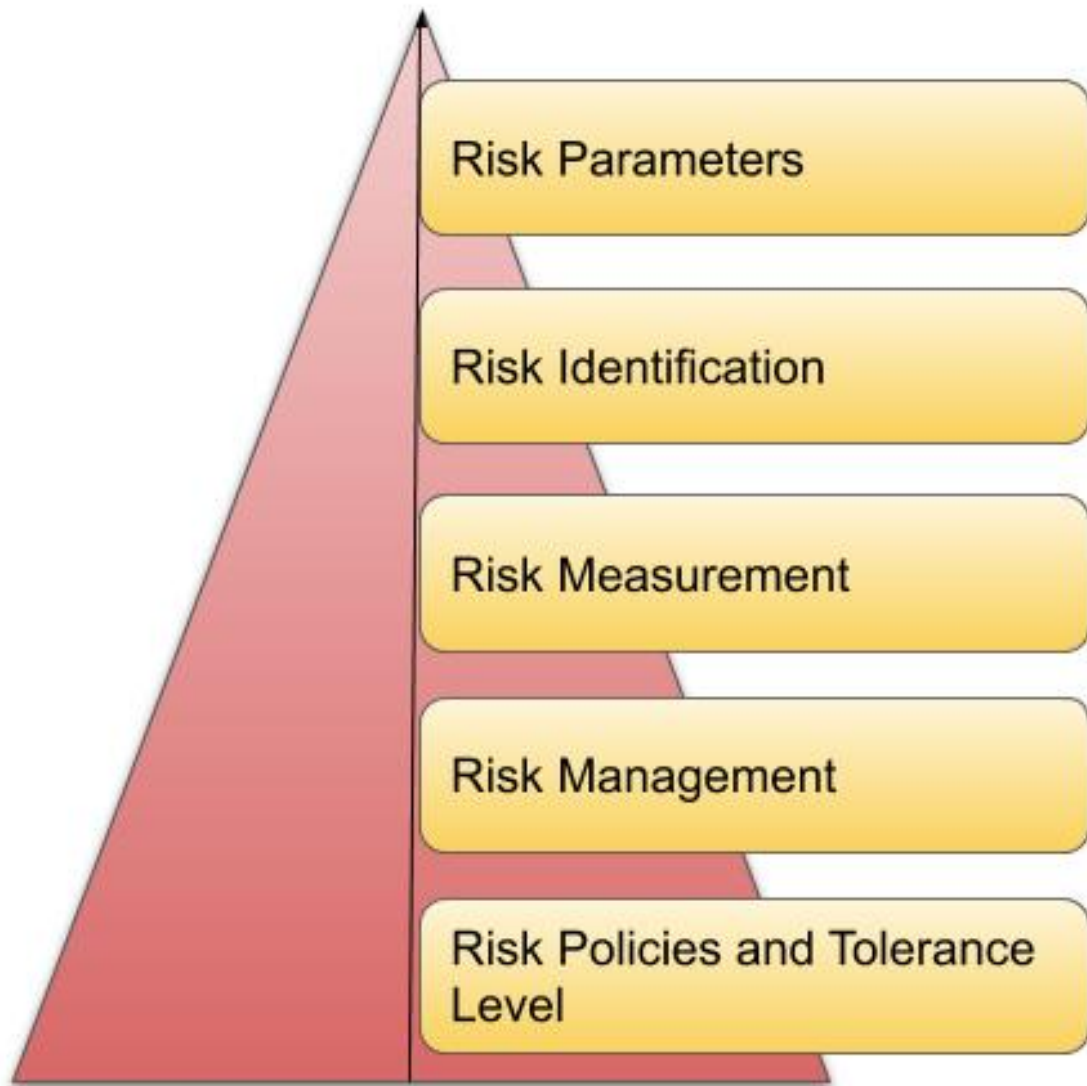 Risk Parameters
Risk Identification
Risk Measurement
Risk Management
Risk Policies and Tolerance
Level